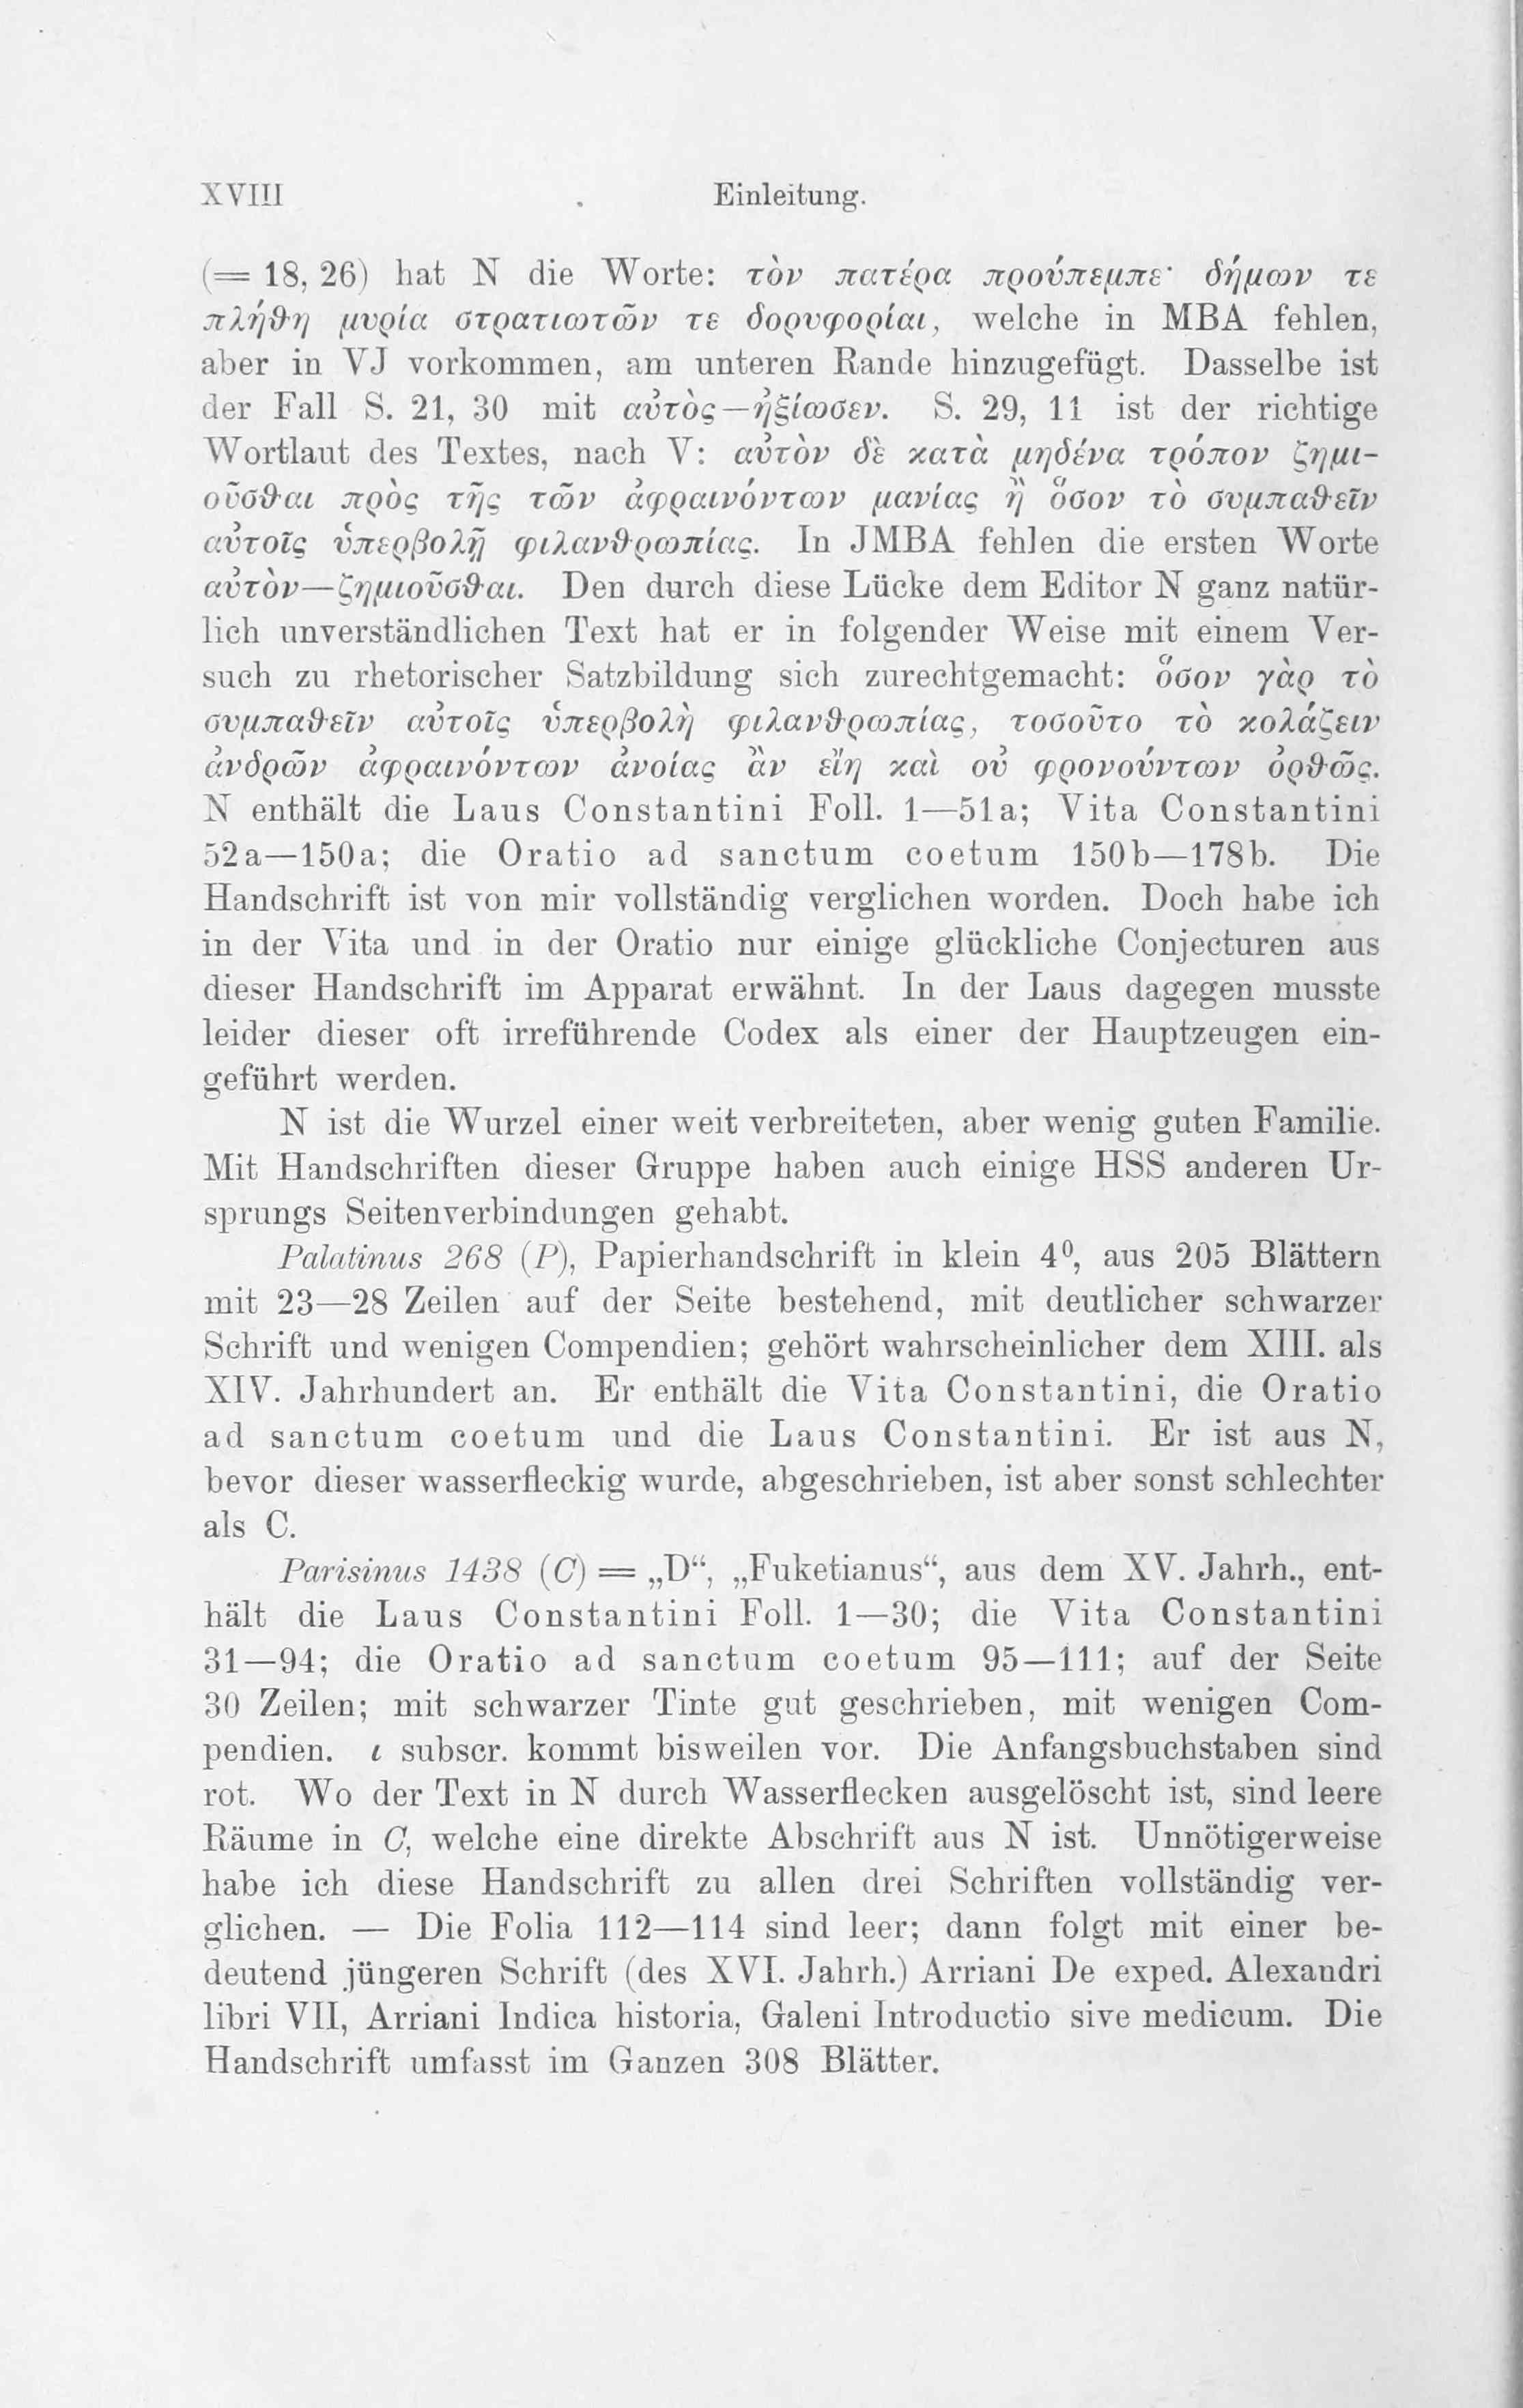 XVIII Einleitung.
(= 18, 26) hat N die Worte: τὸν πατέρα προύπεμπε· δήμων τε
πλήθη μυρία στρατιωτῶν τε δορυφορίαι, welche in MBA fehlen,
aber in VJ vorkommen, am unteren Rande hinzugefügt. Dasselbe ist
der Fall S. 21, 30 mit αὐτὸς—ἠξίωσεν. S. 29, 11 ist der richtige
Wortlaut des Textes, nach V: αὐτὸν δὲ κατὰ μηδένα τρόπον ζημι-
οῦσθαι πρὸς τῆς τῶν ἀφραινόντων μανίας ἢ ὅσον τὸ συμπαθεῖν
αὐτοῖς ὑπερβολῇ φιλανθρωπίας. In JMBA fehlen die ersten Worte
αὐτὸν—ζημιοῦσθαι. Den durch diese Lücke dem Editor N ganz natür-
lich unverständlichen Text hat er in folgender Weise mit einem Ver-
such zu rhetorischer Satzbildung sich zurechtgemacht: ὅσον γὰρ τὸ
συμπαθεῖν αὐτοῖς ὑπερβολὴ φιλανθρωπίας, τοσοῦτο τὸ κολάζειν
ἀνδρῶν ἀφραινόντων ἀνοίας ἂν εἴη καὶ οὐ φρονούντων ὀρθῶς.
N enthält die Laus Constantini Foll. 1—51a; Vita Constantini
52a—150a; die Oratio ad sanctum coetum 150b—178b. Die
Handschrift ist von mir vollständig verglichen worden. Doch habe ich
in der Vita und in der Oratio nur einige glückliche Conjecturen aus
dieser Handschrift im Apparat erwähnt. In der Laus dagegen musste
leider dieser oft irreführende Codex als einer der Hauptzeugen ein-
geführt werden.
N ist die Wurzel einer weit verbreiteten, aber wenig guten Familie.
Mit Handschriften dieser Gruppe haben auch einige HSS anderen Ur-
sprungs Seitenverbindungen gehabt.
Palatinus 268 (P), Papierhandschrift in klein 4⁰, aus 205 Blättern
mit 23—28 Zeilen auf der Seite bestehend, mit deutlicher schwarzer
Schrift und wenigen Compendien; gehört wahrscheinlicher dem XIII. als
XIV. Jahrhundert an. Er enthält die Vita Constantini, die Oratio
ad sanctum coetum und die Laus Constantini. Er ist aus N,
bevor dieser wasserfleckig wurde, abgeschrieben, ist aber sonst schlechter
als C.
Parisinus 1438 (C) = „D“, „Fuketianus“, aus dem XV. Jahrh., ent-
hält die Laus Constantini Foll. 1—30; die Vita Constantini
31—94; die Oratio ad sanctum coetum 95—111; auf der Seite
30 Zeilen; mit schwarzer Tinte gut geschrieben, mit wenigen Com-
pendien. ι subscr. kommt bisweilen vor. Die Anfangsbuchstaben sind
rot. Wo der Text in N durch Wasserflecken ausgelöscht ist, sind leere
Räume in C, welche eine direkte Abschrift aus N ist. Unnötigerweise
habe ich diese Handschrift zu allen drei Schriften vollständig ver-
glichen. — Die Folia 112—114 sind leer; dann folgt mit einer be-
deutend jüngeren Schrift (des XVI. Jahrh.) Arriani De exped. Alexandri
libri VII, Arriani Indica historia, Galeni Introductio sive medicum. Die
Handschrift umfasst im Ganzen 308 Blätter.